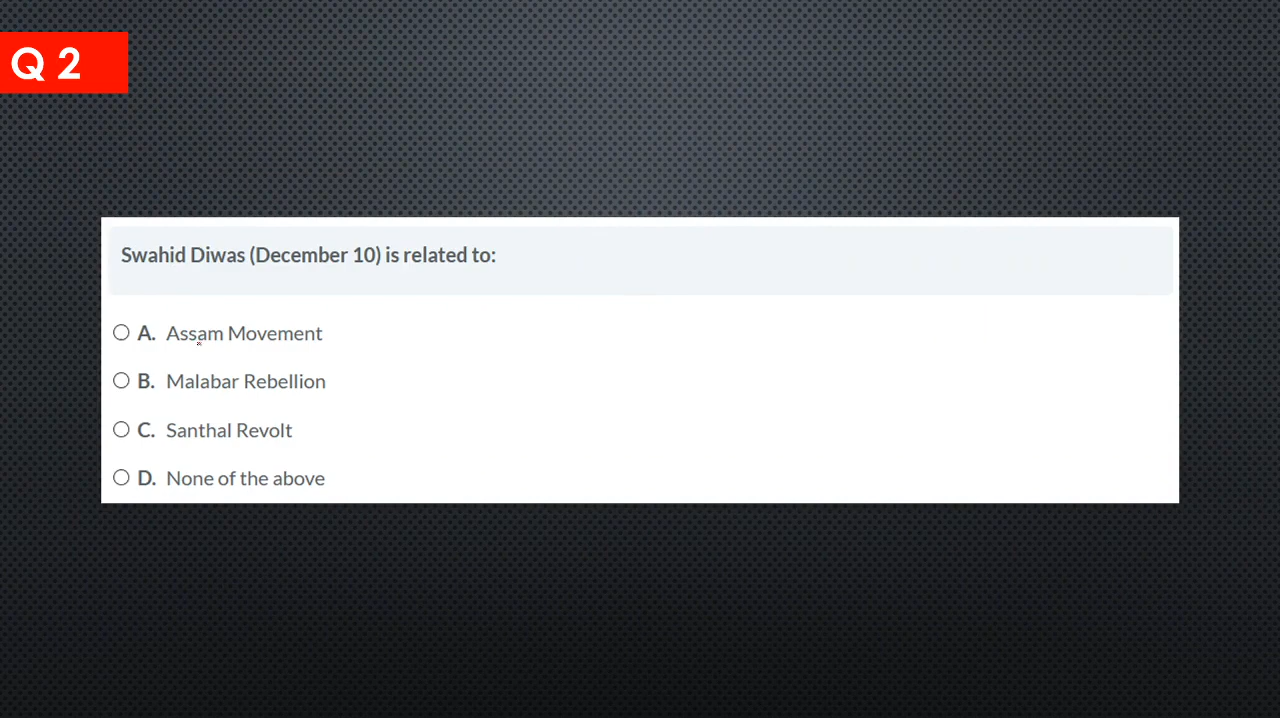 Q 2
Swahid Diwas (December 10) is related to:
A. Assam Movement
B. Malabar Rebellion
C. Santhal Revolt
D. None of the above